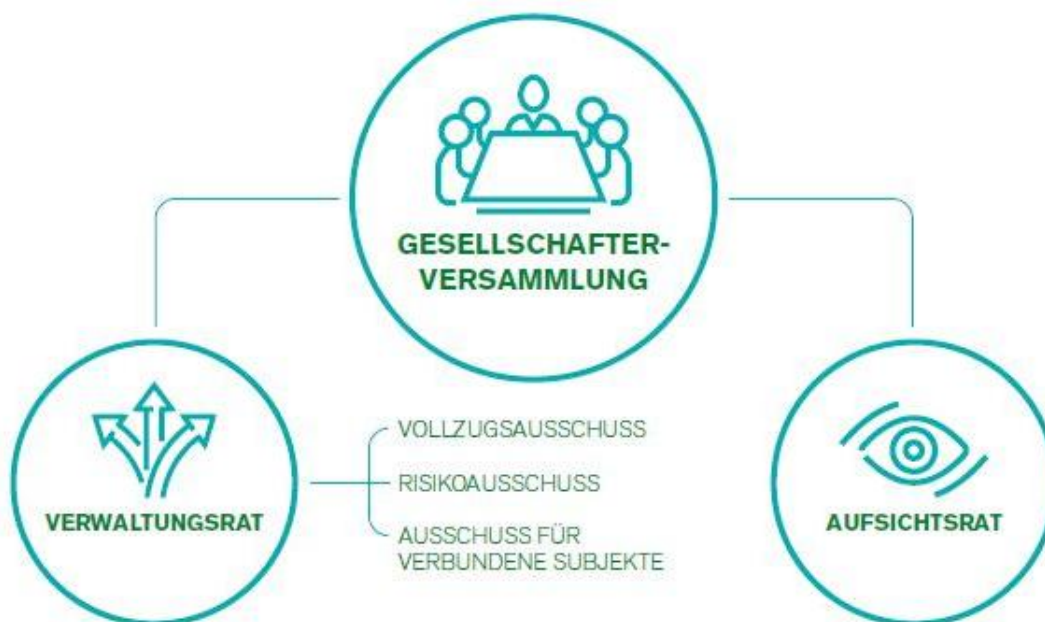 GESELLSCHAFTER-
VERSAMMLUNG
VERWALTUNGSRAT
VOLLZUGSAUSSCHUSS
RISIKOAUSSCHUSS
AUSSCHUSS FÜR
VERBUNDENE SUBJEKTE
AUFSICHTSRAT